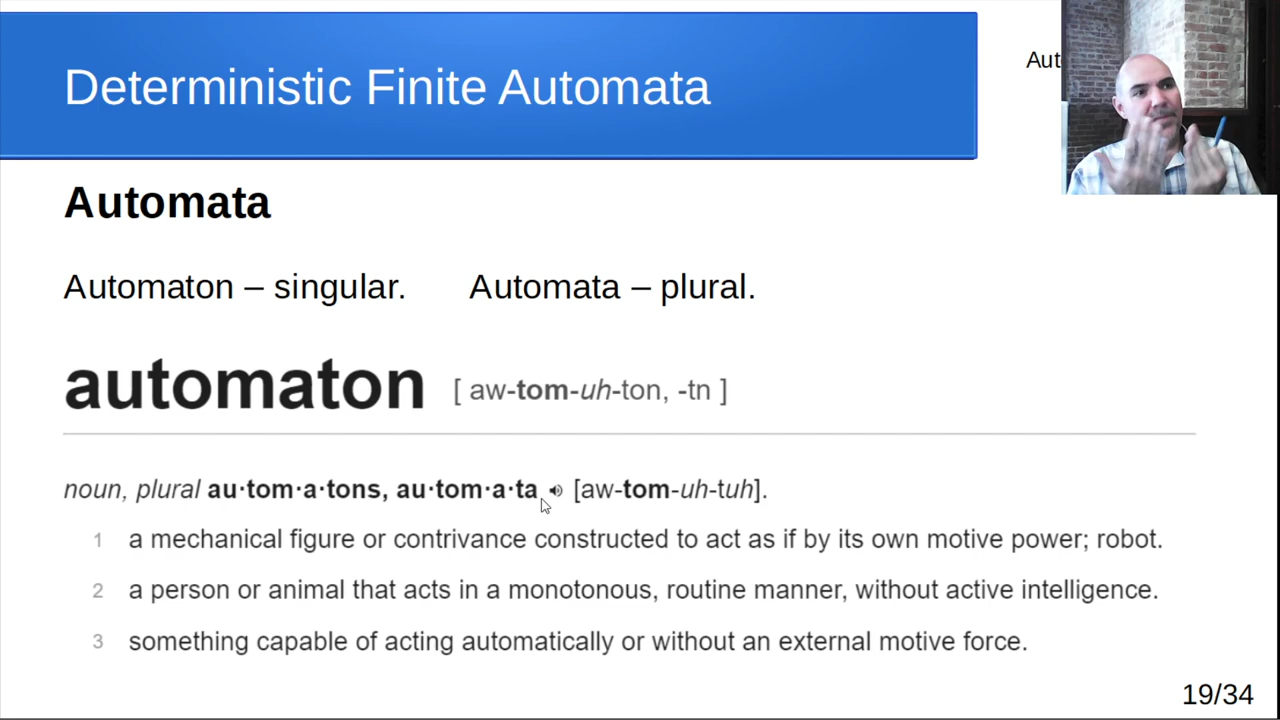 Deterministic Finite Automata
Aut
Automata
Automaton – singular. Automata – plural.
automaton [ aw-tom-uh-ton, -tn ]
noun, plural au·tom·a·tons, au·tom·a·ta [aw-tom-uh-tuh].
1 a mechanical figure or contrivance constructed to act as if by its own motive power; robot.
2 a person or animal that acts in a monotonous, routine manner, without active intelligence.
3 something capable of acting automatically or without an external motive force.
19/34